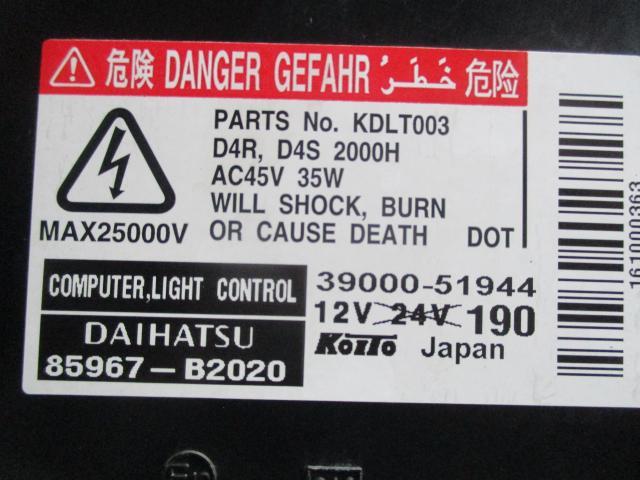 危険 DANGER GEFAHR خَطَرُ 危险
PARTS No. KDLT003
D4R, D4S 2000H
AC45V 35W
WILL SHOCK, BURN
OR CAUSE DEATH DOT
MAX25000V
COMPUTER,LIGHT CONTROL
DAIHATSU
85967-B2020
39000-51944
12V 24V 190
KOITO Japan
1610000363